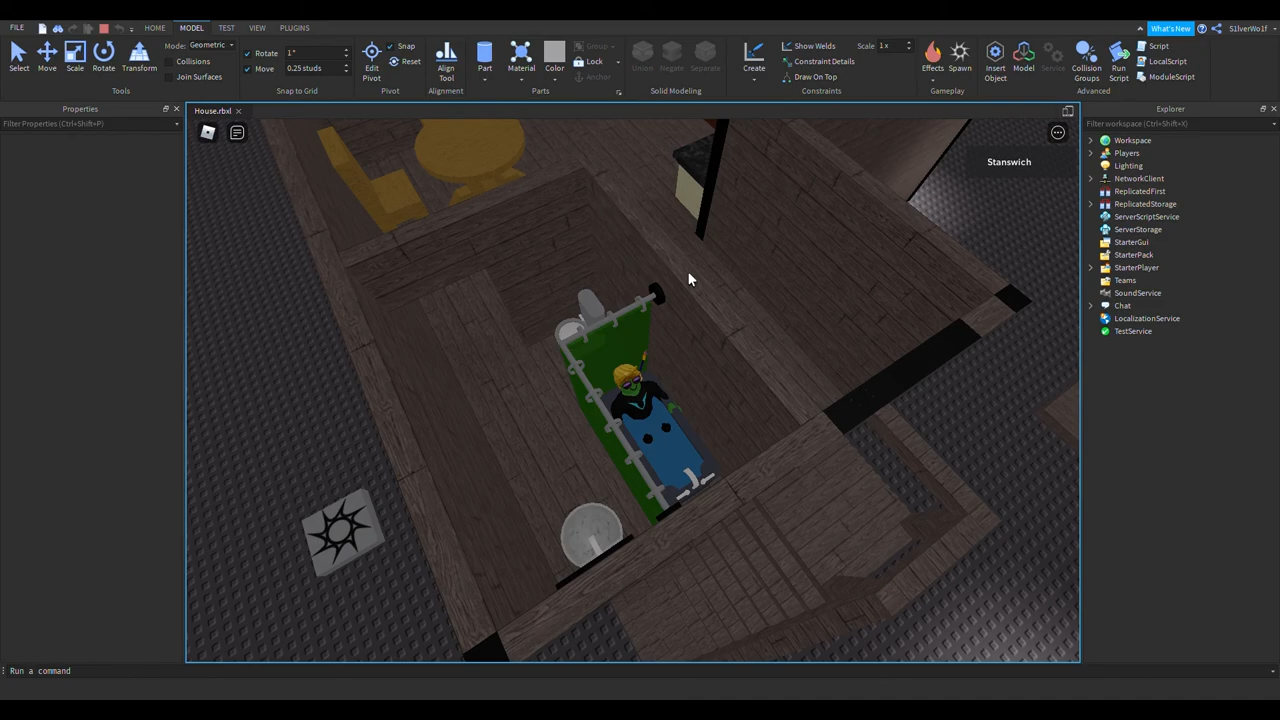 FILE HOME MODEL TEST VIEW PLUGINS What's New S1lverWo1f
Select Move Scale Rotate Transform
Mode: Geometric
Collisions
Join Surfaces
Tools
Rotate 1°
Move 0.25 studs
Snap to Grid
Edit Pivot
Snap
Reset
Pivot
Align Tool
Alignment
Part Material Color
Group
Lock
Anchor
Parts
Union Negate Separate
Solid Modeling
Create
Show Welds
Constraint Details
Draw On Top
Scale 1 x
Constraints
Effects Spawn
Gameplay
Insert Object
Model
Service
Collision Groups
Run Script
Script
LocalScript
ModuleScript
Advanced
Properties
Filter Properties (Ctrl+Shift+P)
House.rbxl
Stanswich
Explorer
Filter workspace (Ctrl+Shift+X)
Workspace
Players
Lighting
NetworkClient
ReplicatedFirst
ReplicatedStorage
ServerScriptService
ServerStorage
StarterGui
StarterPack
StarterPlayer
Teams
SoundService
Chat
LocalizationService
TestService
Run a command